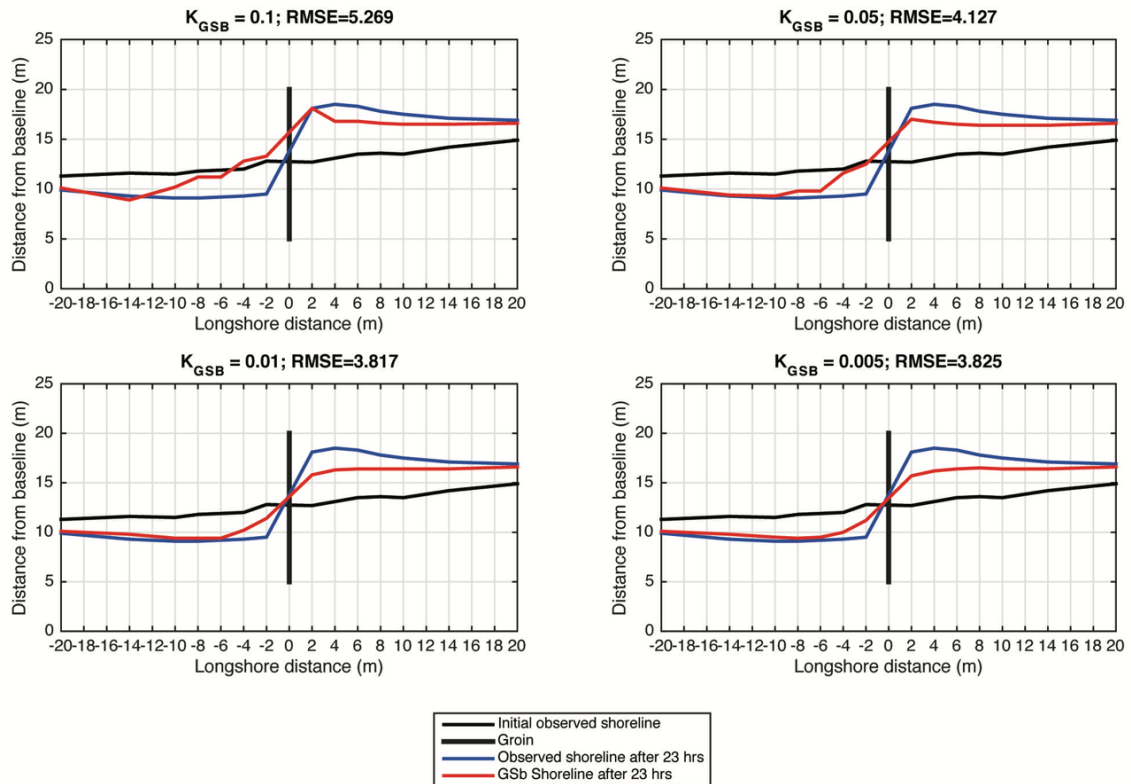 K_GSB = 0.1; RMSE=5.269
25
20
15
10
5
0
Distance from baseline (m)
-20 -18 -16 -14 -12 -10 -8 -6 -4 -2 0 2 4 6 8 10 12 14 16 18 20
Longshore distance (m)
K_GSB = 0.05; RMSE=4.127
25
20
15
10
5
0
Distance from baseline (m)
-20 -18 -16 -14 -12 -10 -8 -6 -4 -2 0 2 4 6 8 10 12 14 16 18 20
Longshore distance (m)
K_GSB = 0.01; RMSE=3.817
25
20
15
10
5
0
Distance from baseline (m)
-20 -18 -16 -14 -12 -10 -8 -6 -4 -2 0 2 4 6 8 10 12 14 16 18 20
Longshore distance (m)
K_GSB = 0.005; RMSE=3.825
25
20
15
10
5
0
Distance from baseline (m)
-20 -18 -16 -14 -12 -10 -8 -6 -4 -2 0 2 4 6 8 10 12 14 16 18 20
Longshore distance (m)
Initial observed shoreline
Groin
Observed shoreline after 23 hrs
GSb Shoreline after 23 hrs